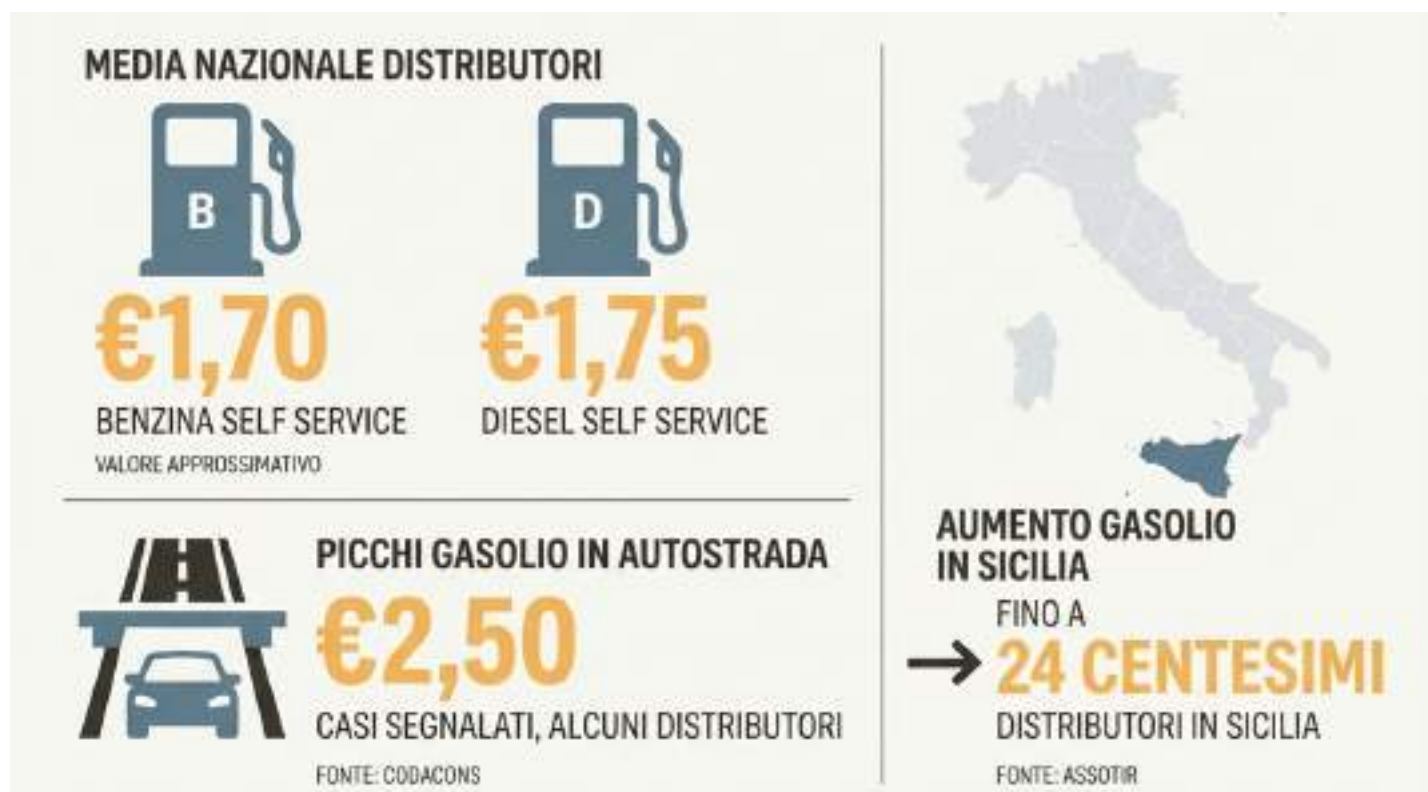 MEDIA NAZIONALE DISTRIBUTORI
B
D
€1,70
€1,75
BENZINA SELF SERVICE
DIESEL SELF SERVICE
VALORE APPROSSIMATIVO
PICCHI GASOLIO IN AUTOSTRADA
€2,50
CASI SEGNALATI, ALCUNI DISTRIBUTORI
FONTE: CODACONS
AUMENTO GASOLIO
IN SICILIA
FINO A
24 CENTESIMI
DISTRIBUTORI IN SICILIA
FONTE: ASSOTIR